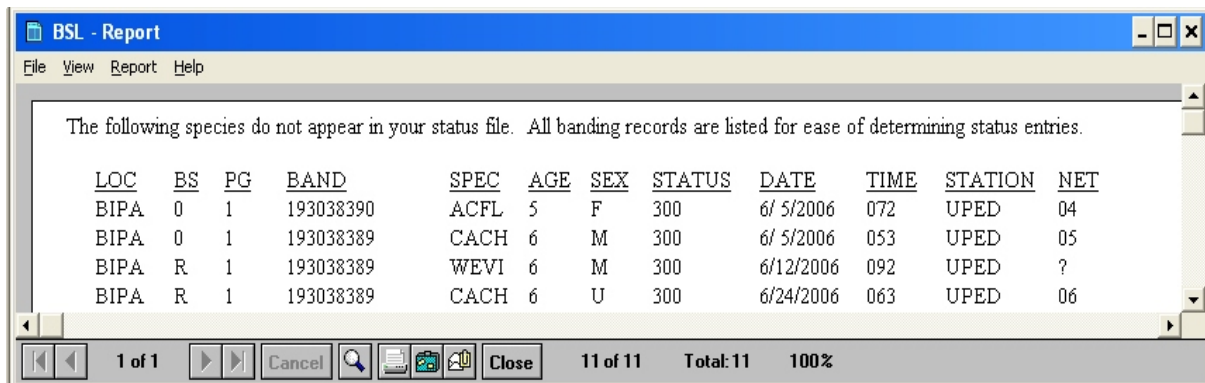 BSL - Report
File View Report Help
The following species do not appear in your status file. All banding records are listed for ease of determining status entries.
LOC BS PG BAND SPEC AGE SEX STATUS DATE TIME STATION NET
BIPA 0 1 193038390 ACFL 5 F 300 6/ 5/2006 072 UPED 04
BIPA 0 1 193038389 CACH 6 M 300 6/ 5/2006 053 UPED 05
BIPA R 1 193038389 WEVI 6 M 300 6/12/2006 092 UPED ?
BIPA R 1 193038389 CACH 6 U 300 6/24/2006 063 UPED 06
1 of 1 Cancel Close 11 of 11 Total:11 100%